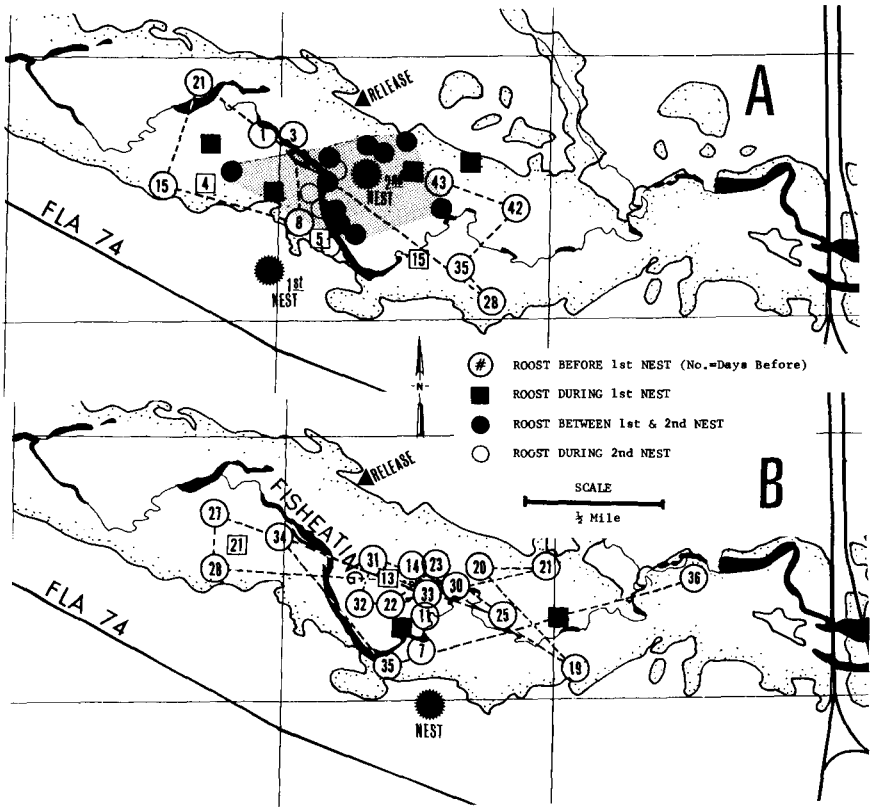 A
RELEASE
21
1
3
2nd
NEST
43
15
4
8
5
42
15
35
28
FLA 74
1st
NEST
N
# ROOST BEFORE 1st NEST (No.=Days Before)
ROOST DURING 1st NEST
ROOST BETWEEN 1st & 2nd NEST
ROOST DURING 2nd NEST
SCALE
½ Mile
B
RELEASE
FISHEATING
27
34
21
28
31
14
23
20
21
13
30
36
33
32
22
25
11
7
35
19
FLA 74
NEST